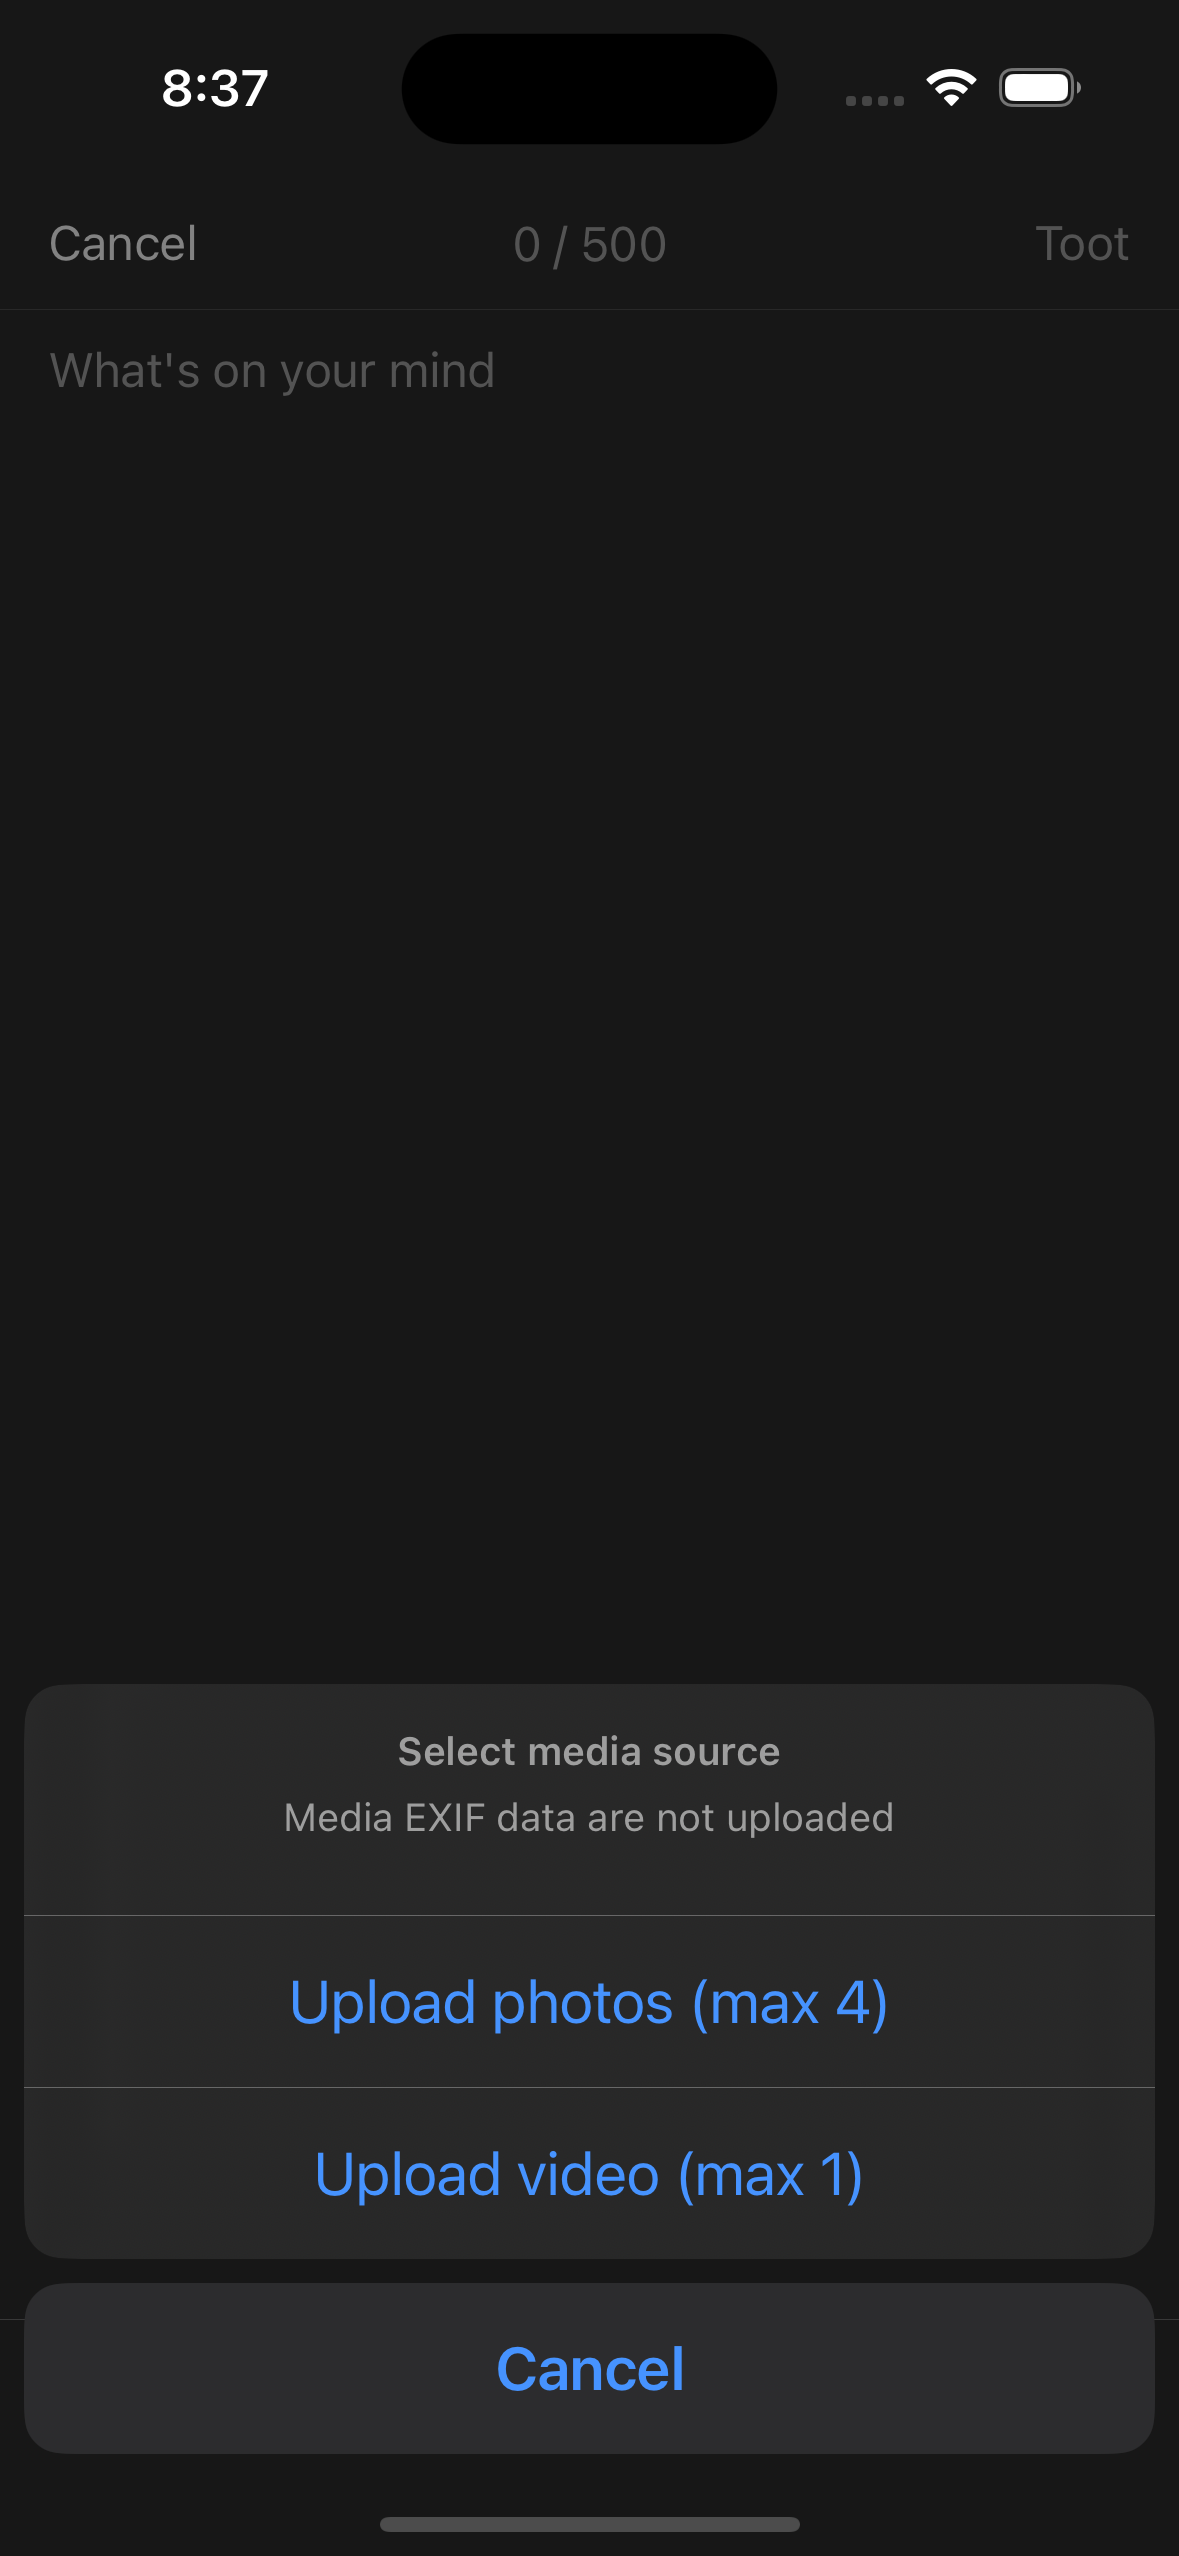 8:37
Cancel
0 / 500
Toot
What's on your mind
Select media source
Media EXIF data are not uploaded
Upload photos (max 4)
Upload video (max 1)
Cancel